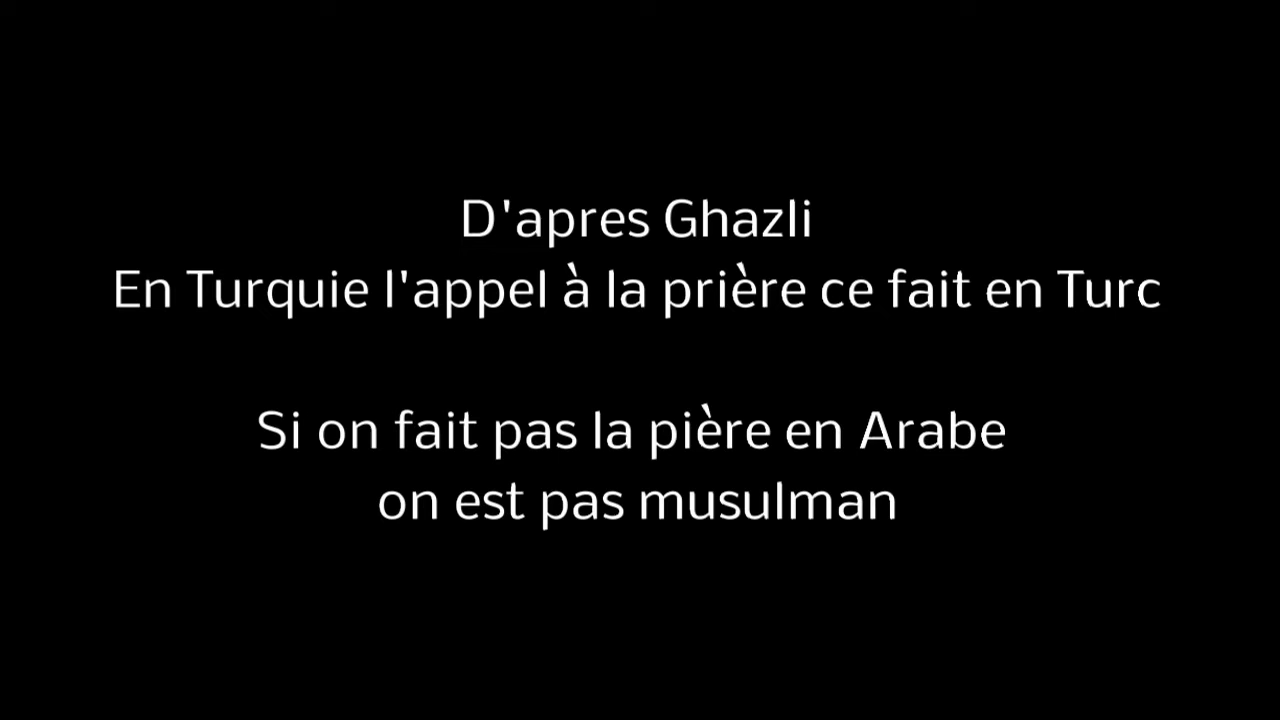 D'apres Ghazli
En Turquie l'appel à la prière ce fait en Turc
Si on fait pas la pière en Arabe
on est pas musulman